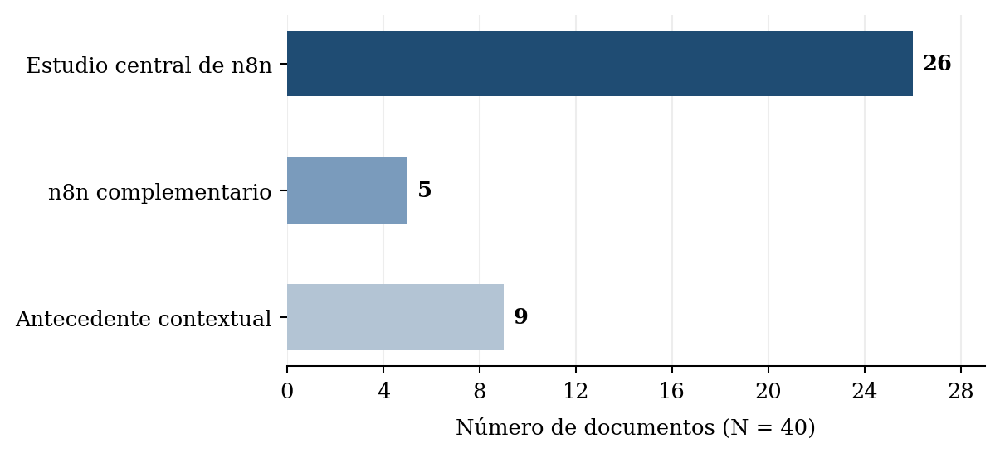 Estudio central de n8n
26
n8n complementario
5
Antecedente contextual
9
0 4 8 12 16 20 24 28
Número de documentos (N = 40)